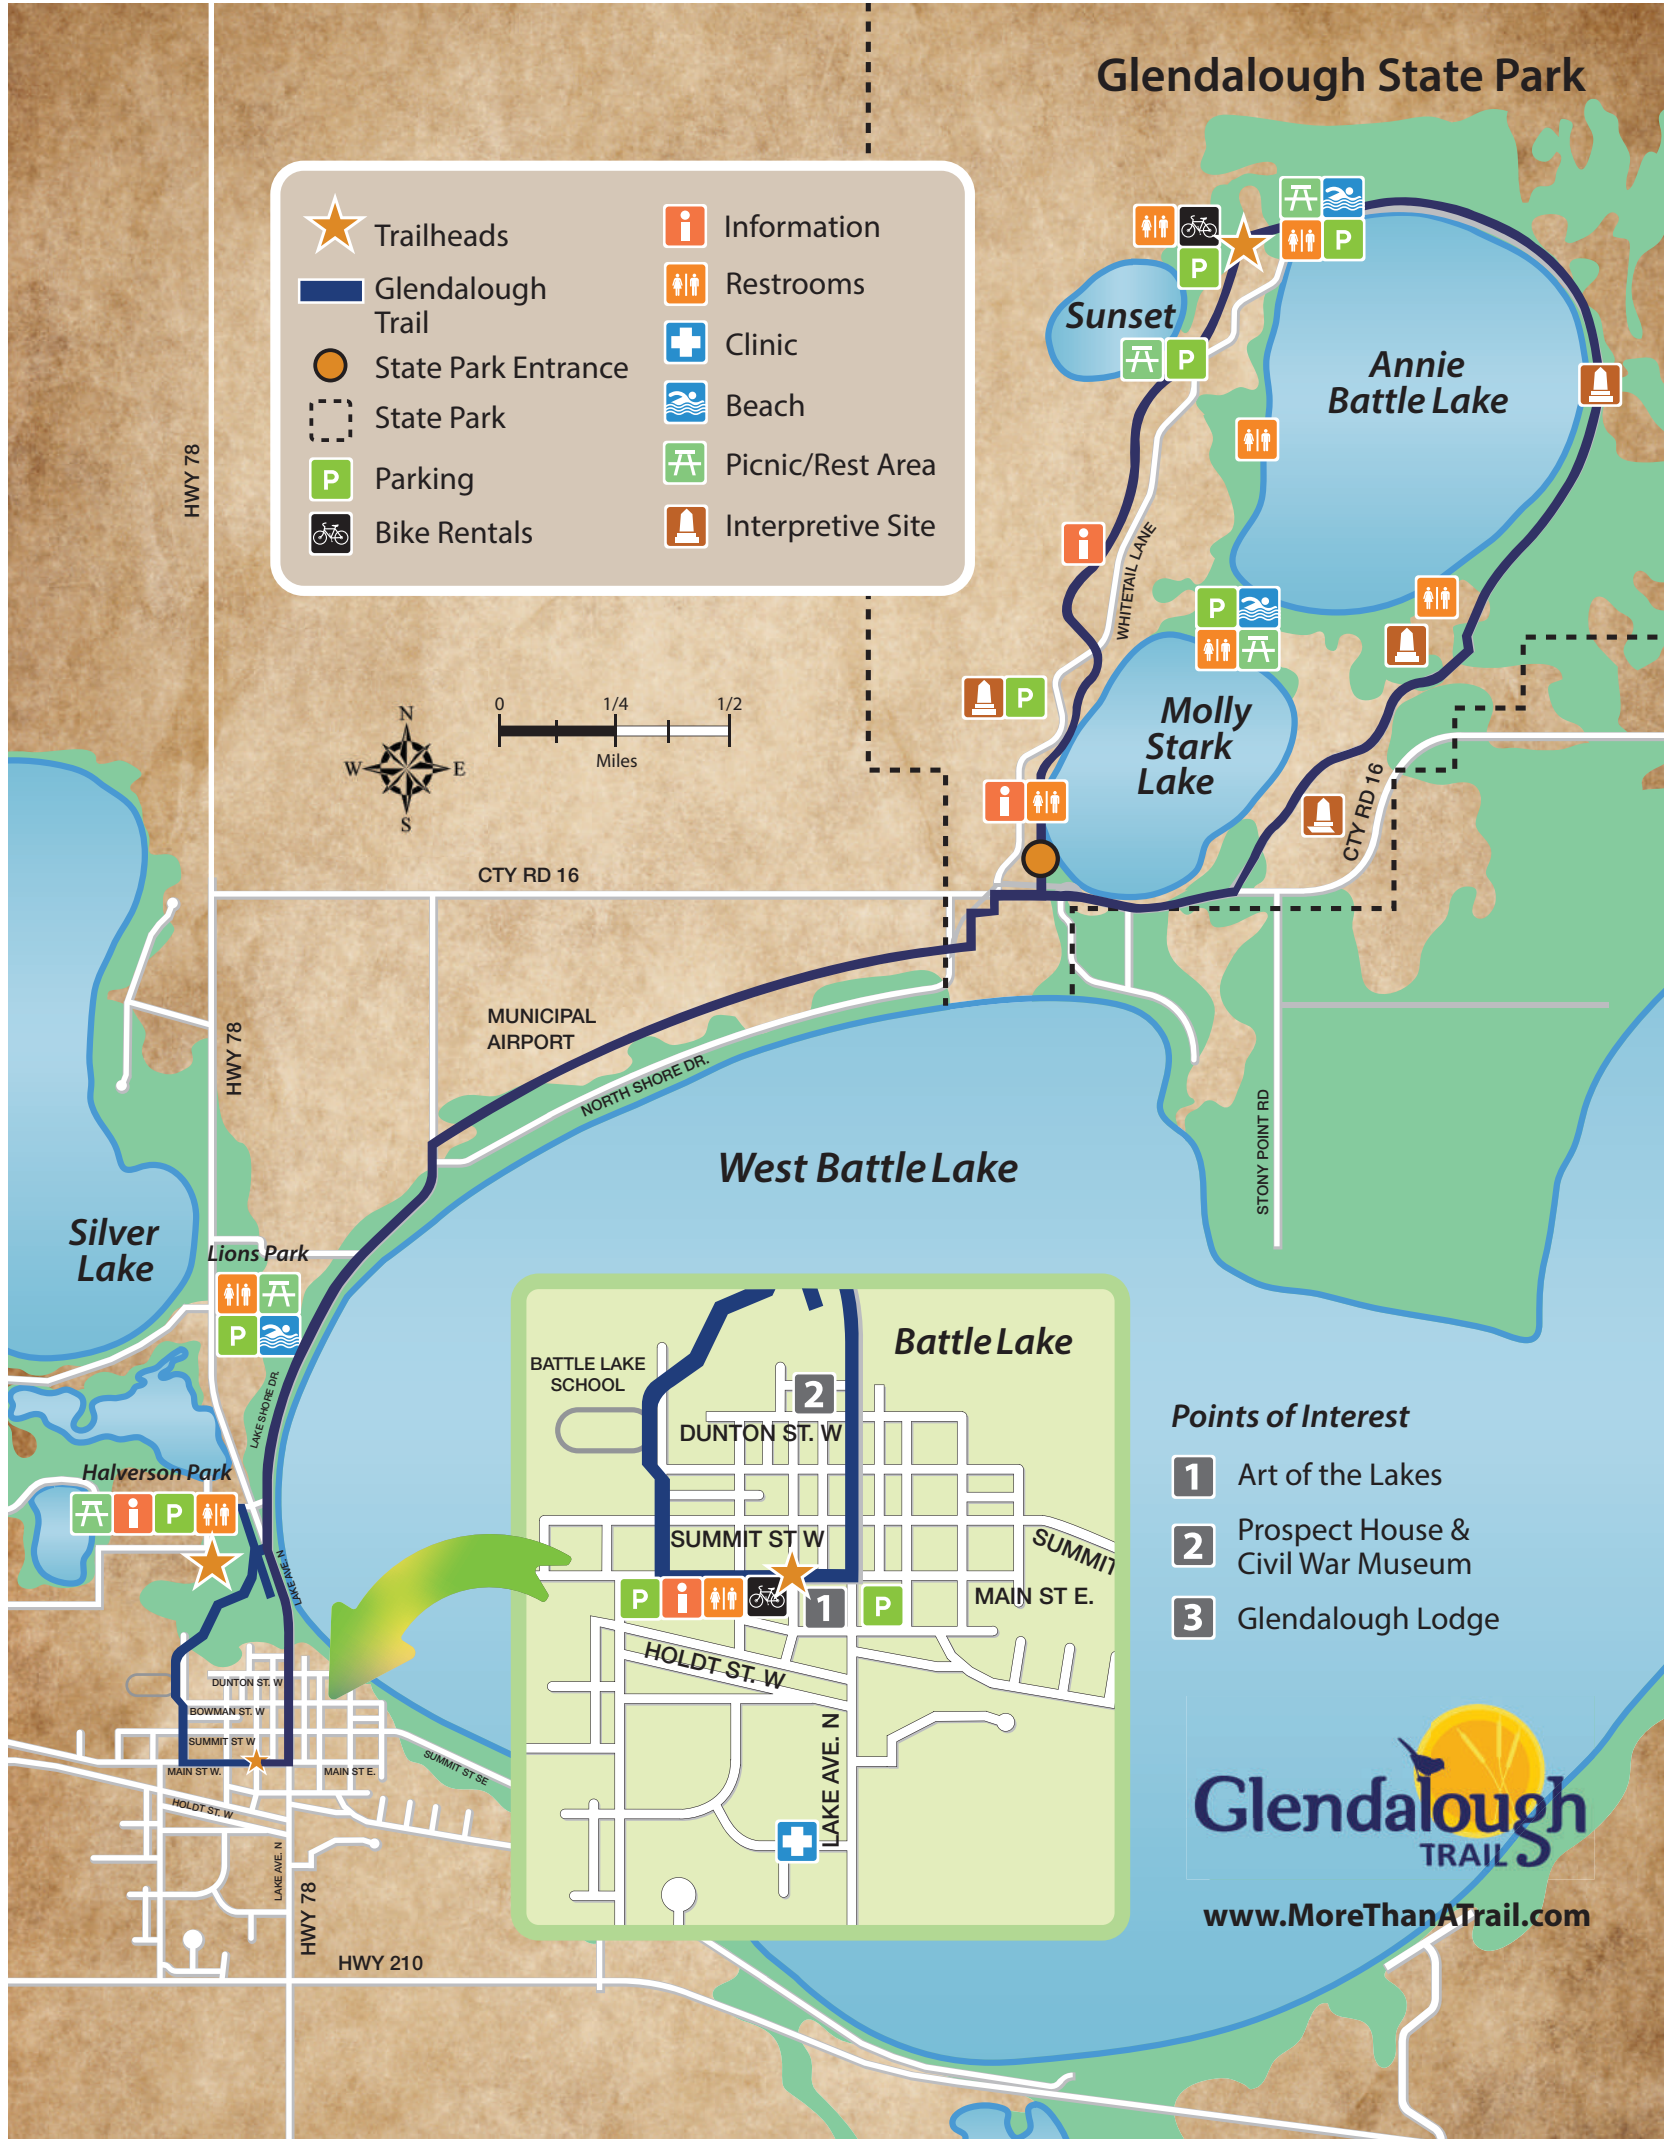 Glendalough State Park
Trailheads
Glendalough
Trail
State Park Entrance
State Park
P
Parking
Bike Rentals
i
Information
Restrooms
Clinic
Beach
Picnic/Rest Area
Interpretive Site
HWY 78
N
W
E
S
0
1/4
1/2
Miles
P
P
P
Sunset
P
Annie
Battle Lake
i
WHITETAIL LANE
P
P
Molly
Stark
Lake
i
CTY RD 16
CTY RD 16
MUNICIPAL
AIRPORT
NORTH SHORE DR.
HWY 78
STONY POINT RD
West Battle Lake
Silver
Lake
Lions Park
P
LAKE SHORE DR.
Halverson Park
i
P
LAKE AVE. N
DUNTON ST. W
BOWMAN ST. W
SUMMIT ST W
MAIN ST W.
MAIN ST E.
SUMMIT ST SE
HOLDT ST. W
LAKE AVE. N
HWY 78
HWY 210
Battle Lake
BATTLE LAKE
SCHOOL
2
DUNTON ST. W
SUMMIT ST W
SUMMIT
P
i
1
P
MAIN ST E.
HOLDT ST. W
LAKE AVE. N
Points of Interest
1
Art of the Lakes
2
Prospect House &
Civil War Museum
3
Glendalough Lodge
Glendalough
TRAIL
www.MoreThanATrail.com